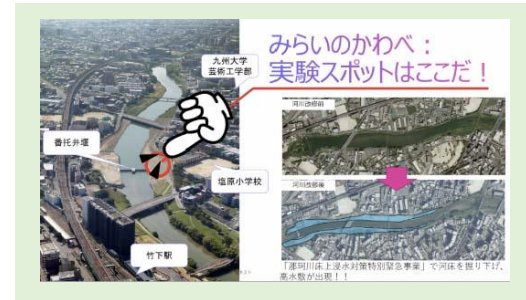 みらいのかわべ：
実験スポットはここだ！
九州大学
芸術工学部
番托井堰
塩原小学校
竹下駅
河川改修前
河川改修後
「那珂川床上浸水対策特別緊急事業」で河床を掘り下げ、
高水敷が出現！！